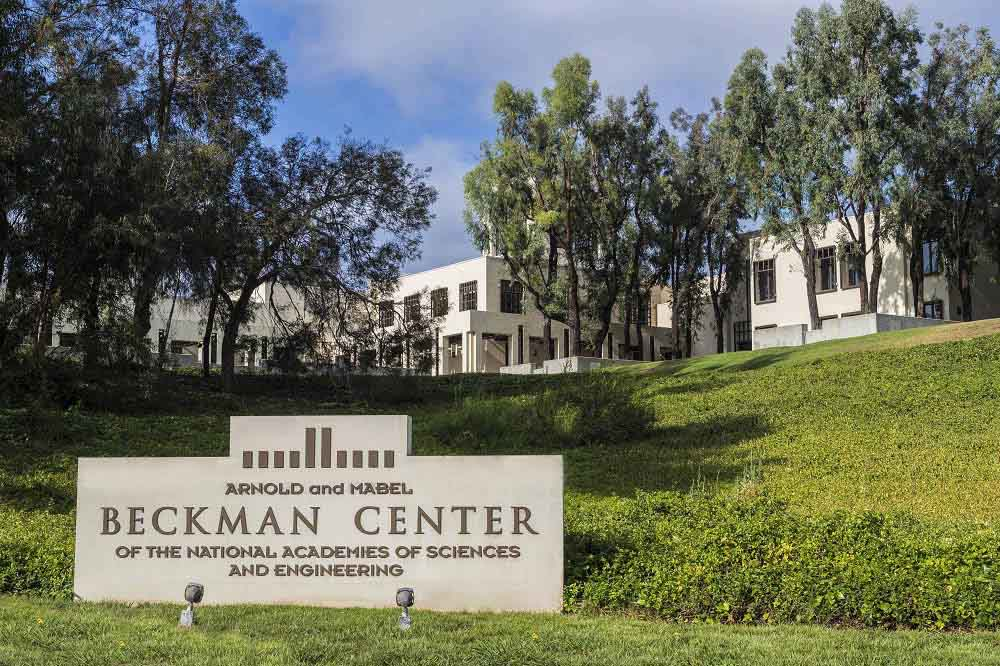 ARNOLD and MABEL
BECKMAN CENTER
OF THE NATIONAL ACADEMIES OF SCIENCES
AND ENGINEERING